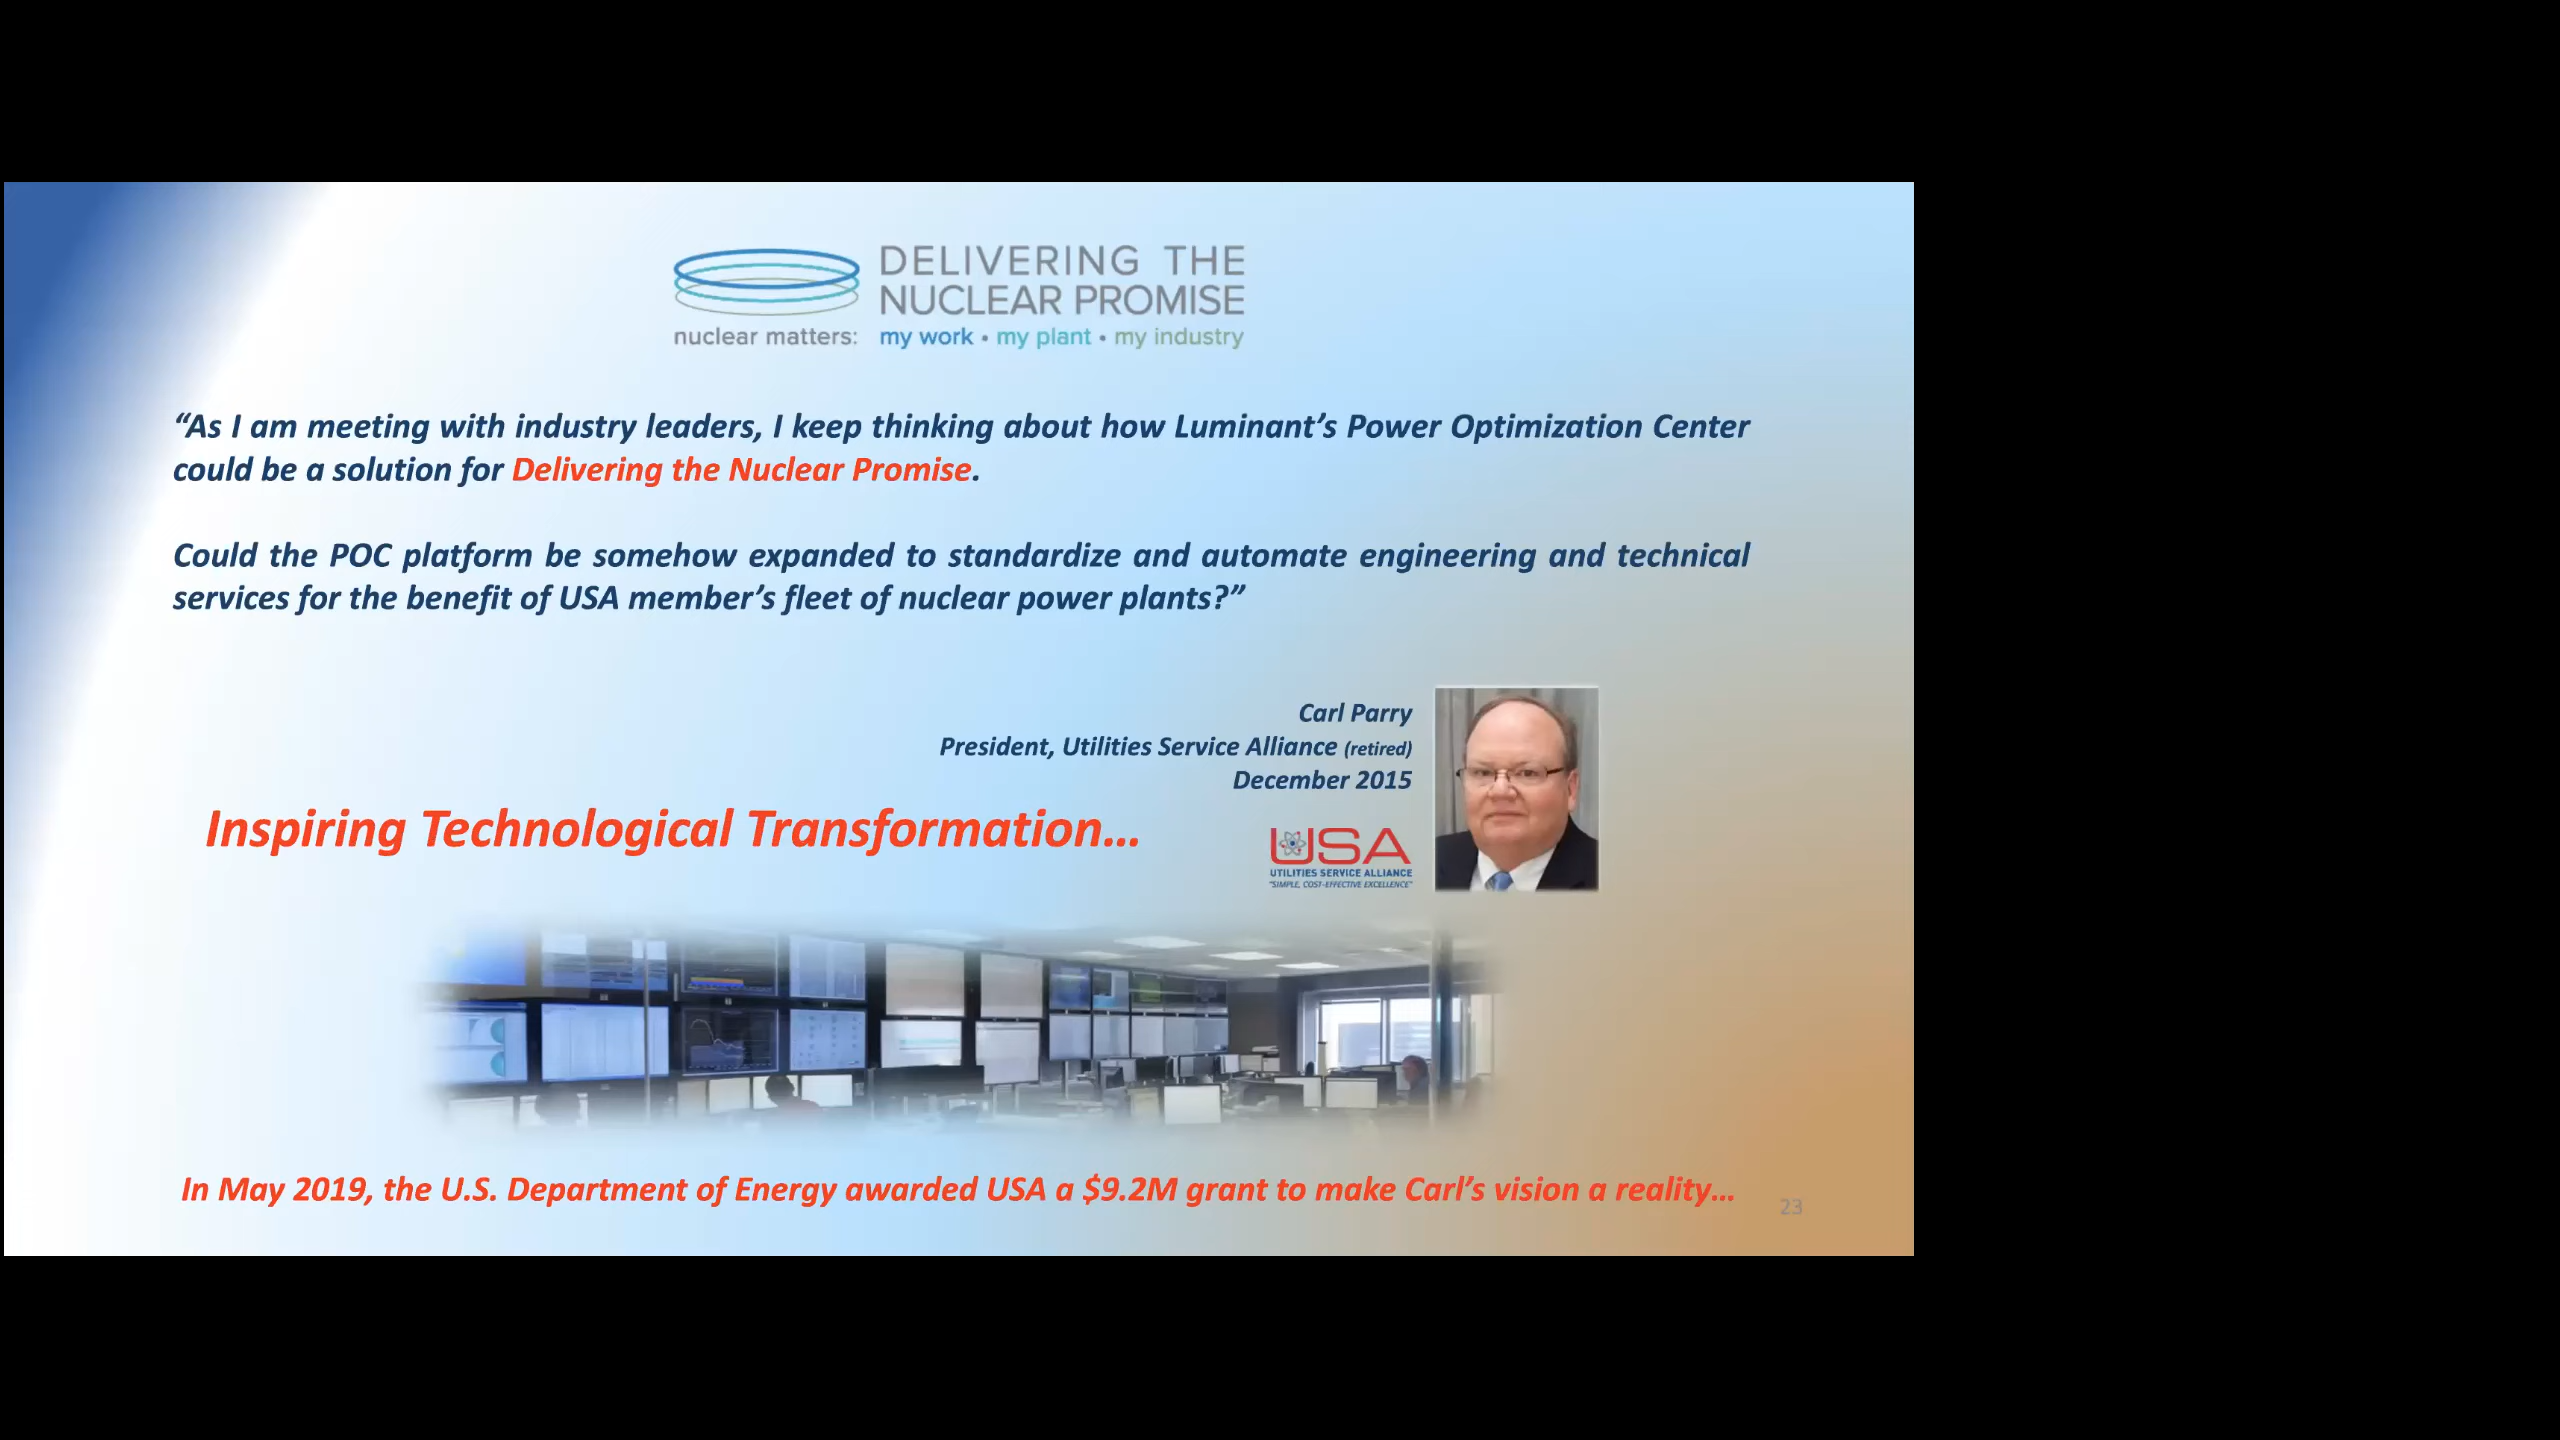 DELIVERING THE
NUCLEAR PROMISE
nuclear matters: my work • my plant • my industry
“As I am meeting with industry leaders, I keep thinking about how Luminant’s Power Optimization Center
could be a solution for Delivering the Nuclear Promise.
Could the POC platform be somehow expanded to standardize and automate engineering and technical
services for the benefit of USA member’s fleet of nuclear power plants?”
Carl Parry
President, Utilities Service Alliance (retired)
December 2015
Inspiring Technological Transformation…
USA
UTILITIES SERVICE ALLIANCE
"SIMPLE, COST-EFFECTIVE EXCELLENCE"
In May 2019, the U.S. Department of Energy awarded USA a $9.2M grant to make Carl’s vision a reality…
23